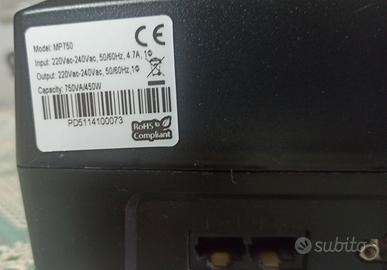 Model: MP750
Input: 220Vac-240Vac, 50/60Hz, 4.7A, 1Φ
Output: 220Vac-240Vac, 50/60Hz,1Φ
Capacity: 750VA/450W
CE
PD5114100073
RoHS
Compliant
subito